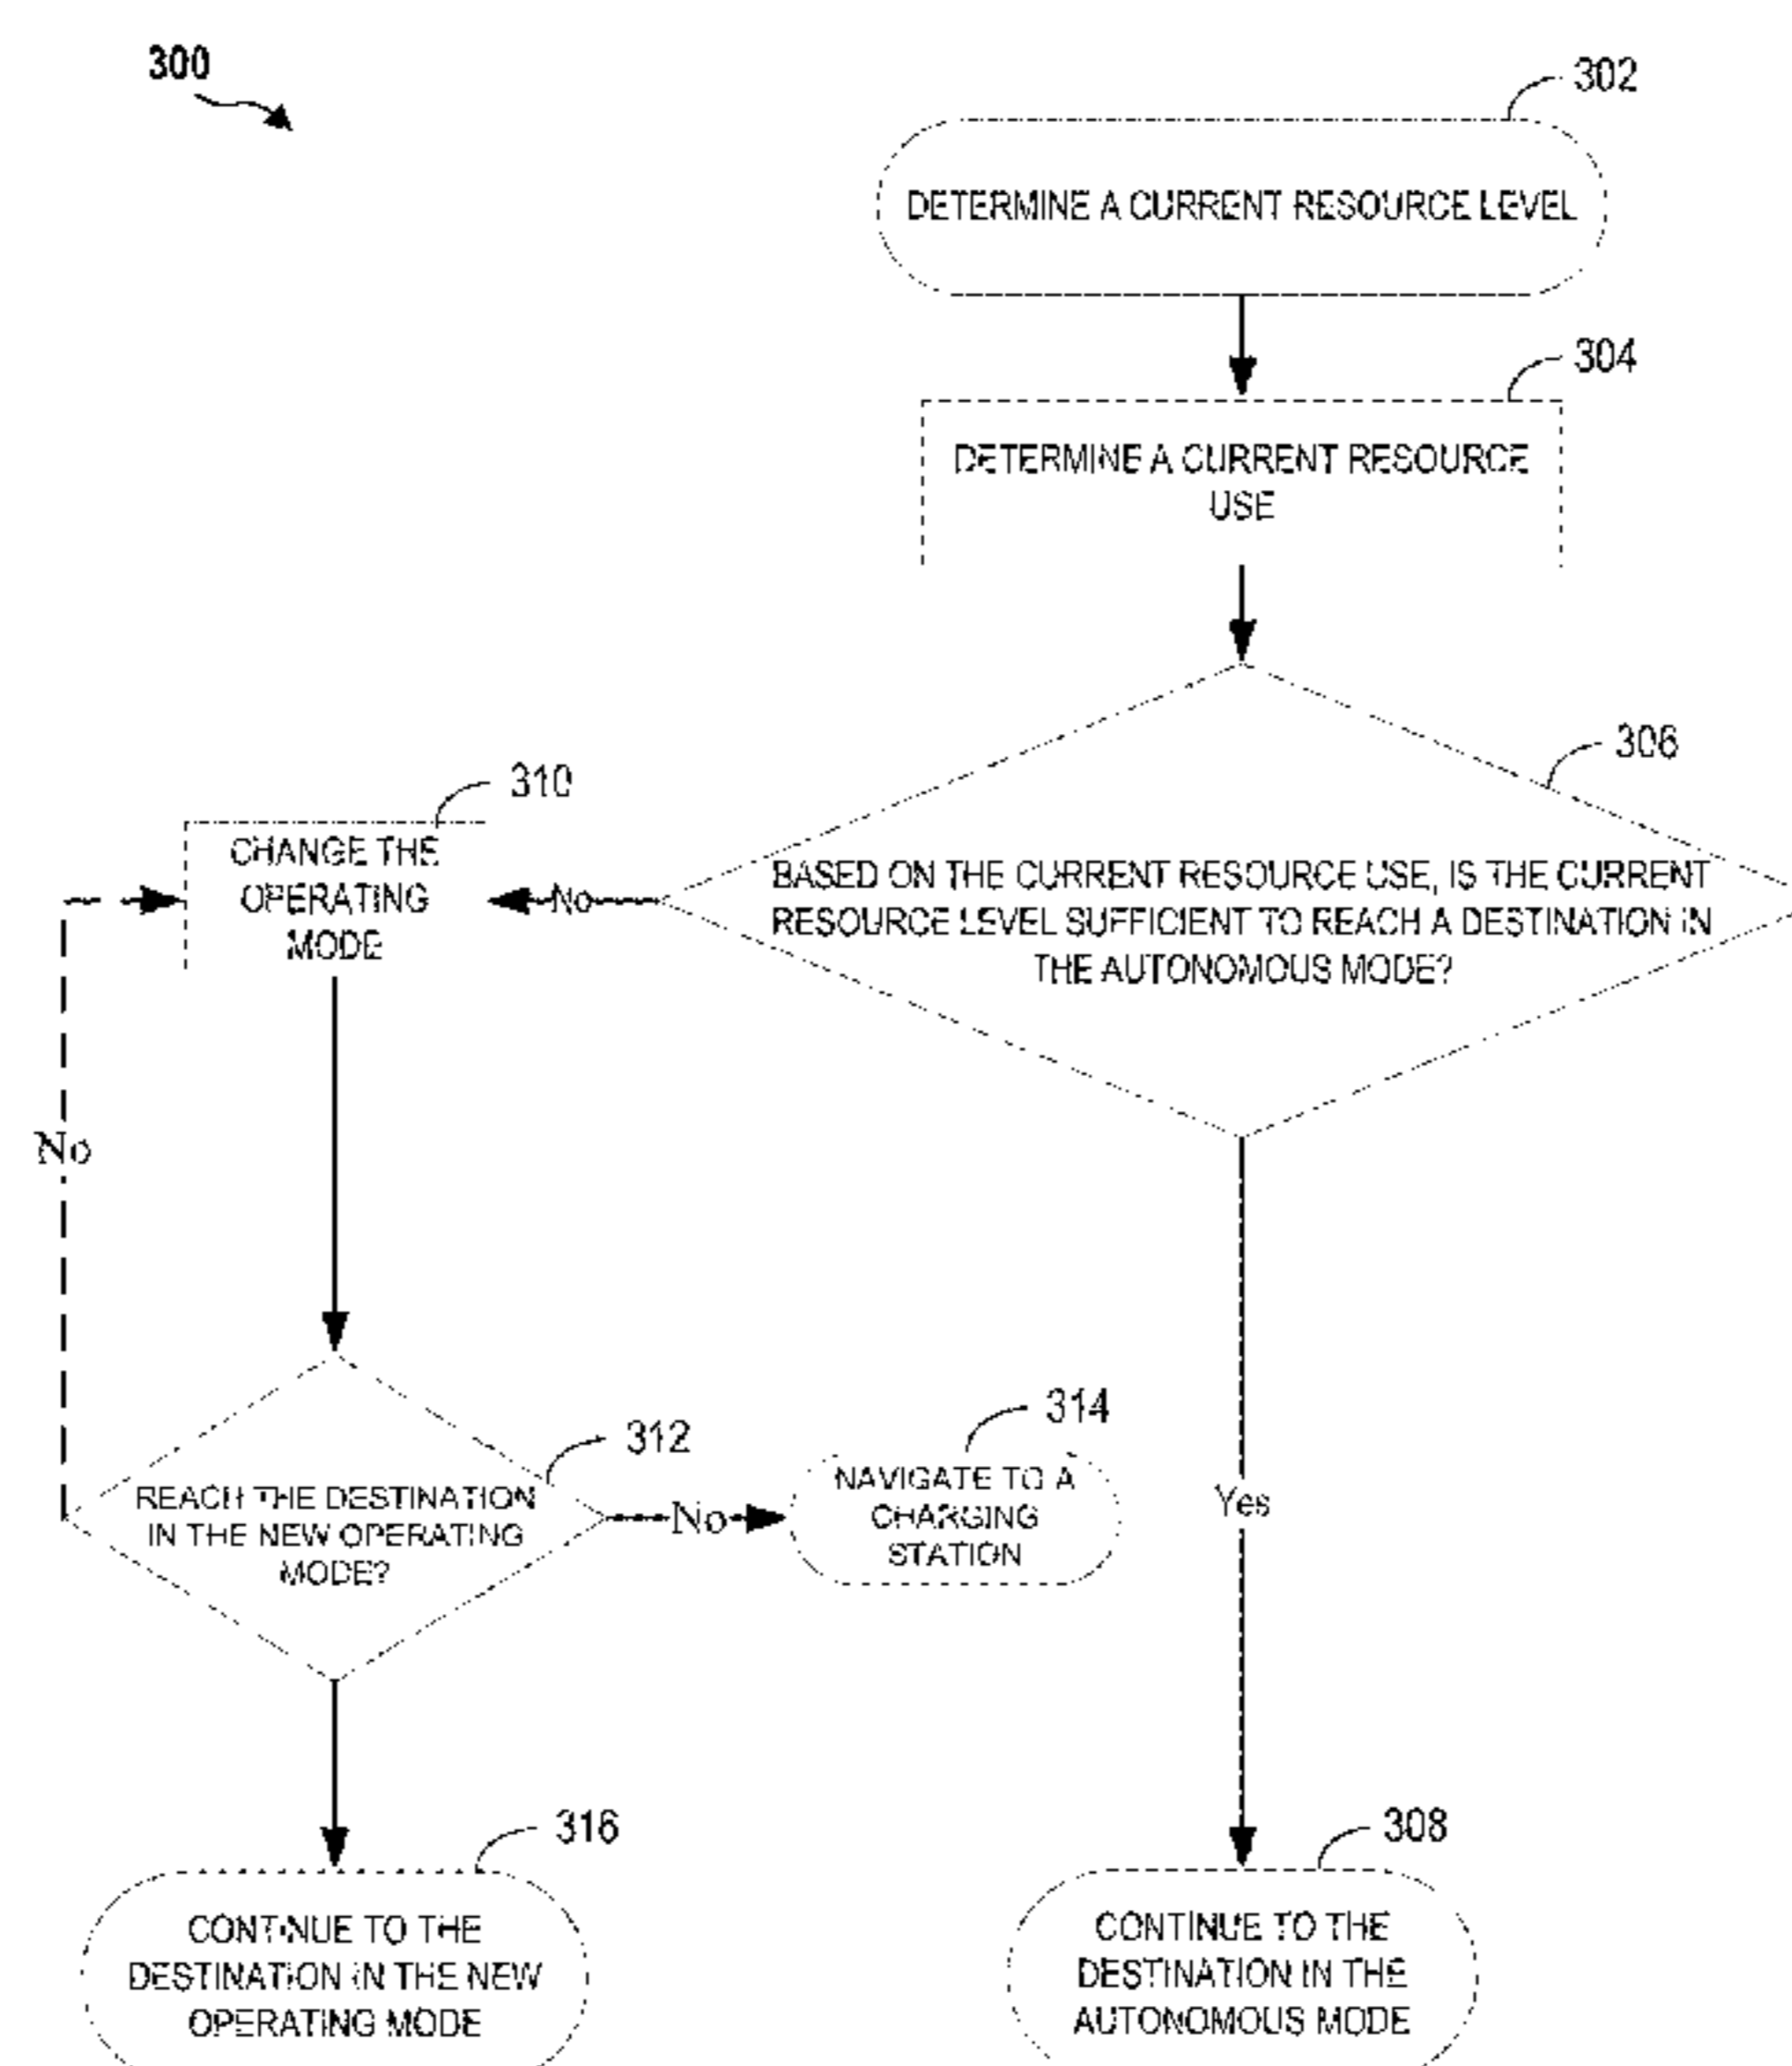 300
302
DETERMINE A CURRENT RESOURCE LEVEL
304
DETERMINE A CURRENT RESOURCE
USE
306
BASED ON THE CURRENT RESOURCE USE, IS THE CURRENT
RESOURCE LEVEL SUFFICIENT TO REACH A DESTINATION IN
THE AUTONOMOUS MODE?
No
310
CHANGE THE
OPERATING
MODE
No
312
REACH THE DESTINATION
IN THE NEW OPERATING
MODE?
No
314
NAVIGATE TO A
CHARGING
STATION
Yes
316
CONTINUE TO THE
DESTINATION IN THE NEW
OPERATING MODE
308
CONTINUE TO THE
DESTINATION IN THE
AUTONOMOUS MODE